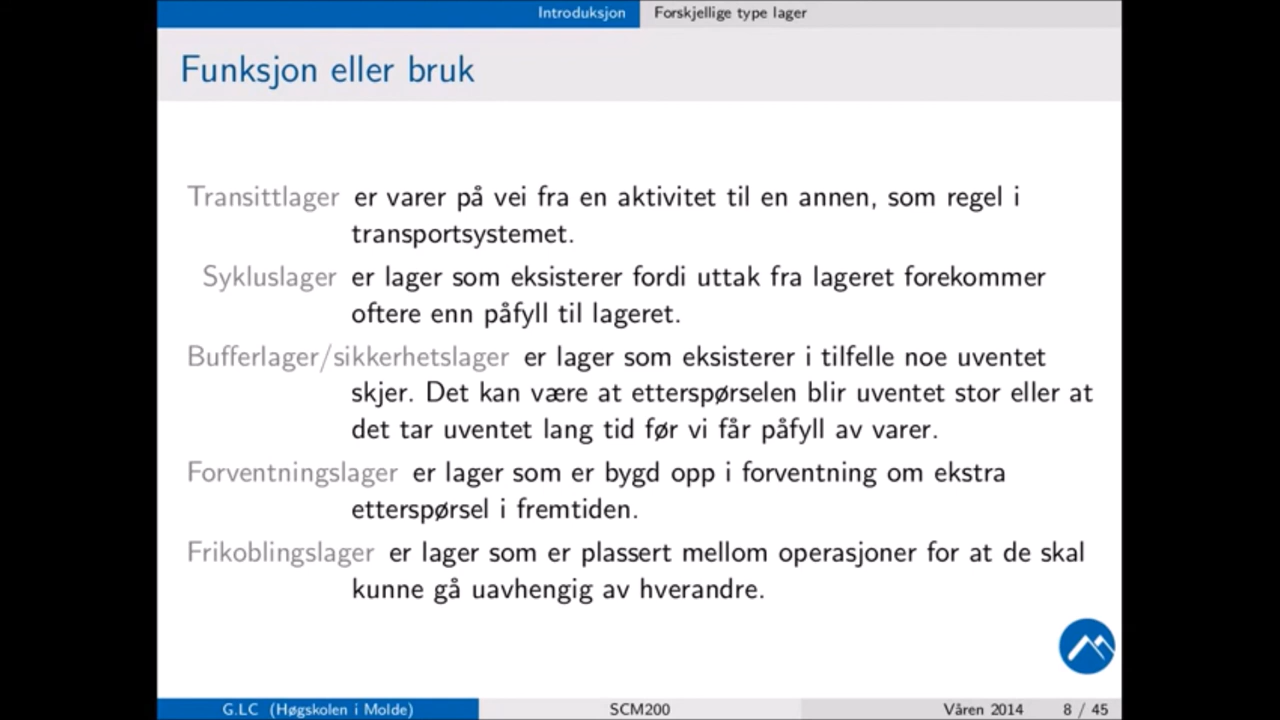 Introduksjon Forskjellige type lager
Funksjon eller bruk
Transittlager er varer på vei fra en aktivitet til en annen, som regel i
transportsystemet.
Sykluslager er lager som eksisterer fordi uttak fra lageret forekommer
oftere enn påfyll til lageret.
Bufferlager/sikkerhetslager er lager som eksisterer i tilfelle noe uventet
skjer. Det kan være at etterspørselen blir uventet stor eller at
det tar uventet lang tid før vi får påfyll av varer.
Forventningslager er lager som er bygd opp i forventning om ekstra
etterspørsel i fremtiden.
Frikoblingslager er lager som er plassert mellom operasjoner for at de skal
kunne gå uavhengig av hverandre.
G.LC (Høgskolen i Molde) SCM200 Våren 2014 8 / 45